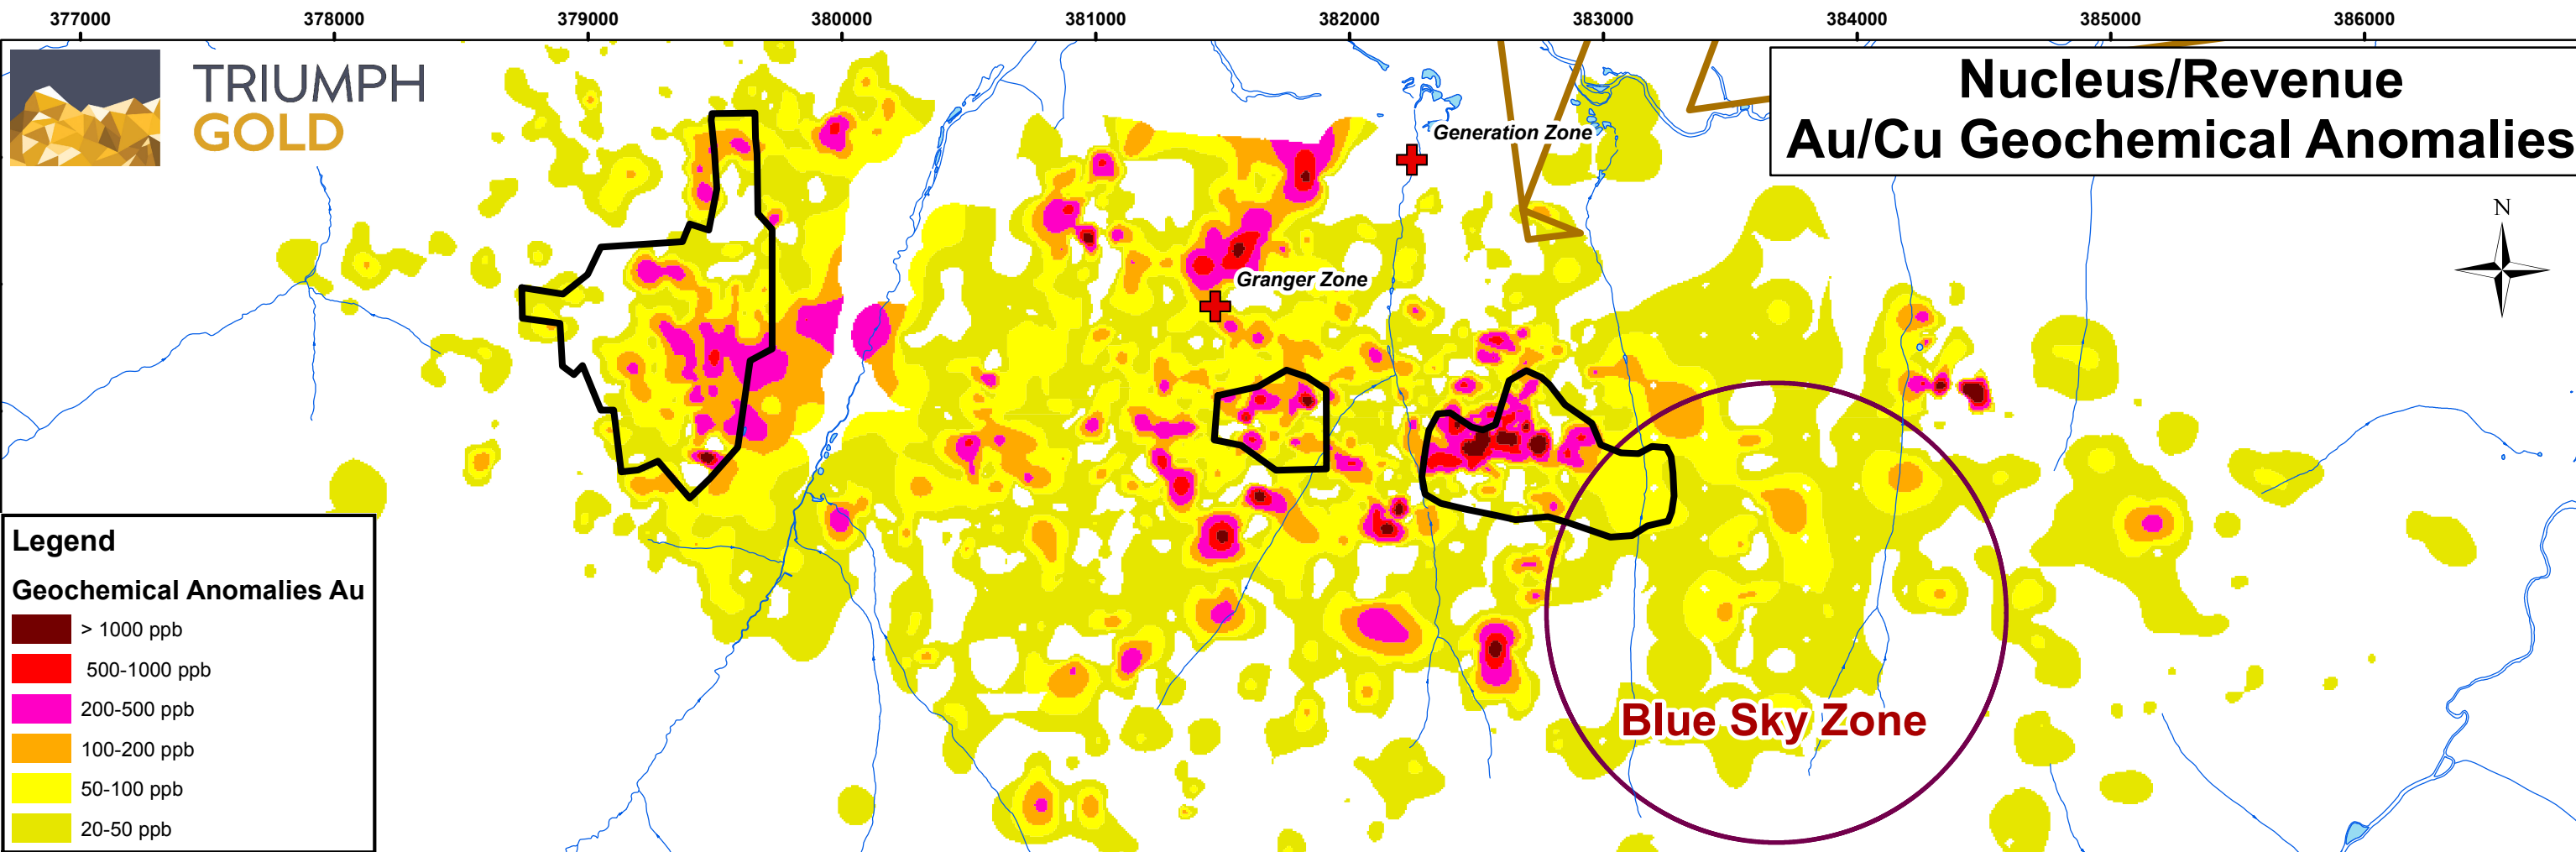 377000 378000 379000 380000 381000 382000 383000 384000 385000 386000
TRIUMPH
GOLD
Nucleus/Revenue
Au/Cu Geochemical Anomalies
N
Generation Zone
Granger Zone
Blue Sky Zone
Legend
Geochemical Anomalies Au
> 1000 ppb
500-1000 ppb
200-500 ppb
100-200 ppb
50-100 ppb
20-50 ppb